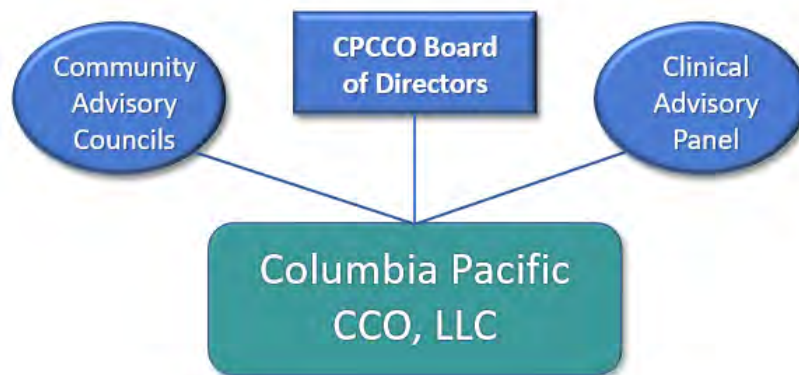 Community
Advisory
Councils
CPCCO Board
of Directors
Clinical
Advisory
Panel
Columbia Pacific
CCO, LLC